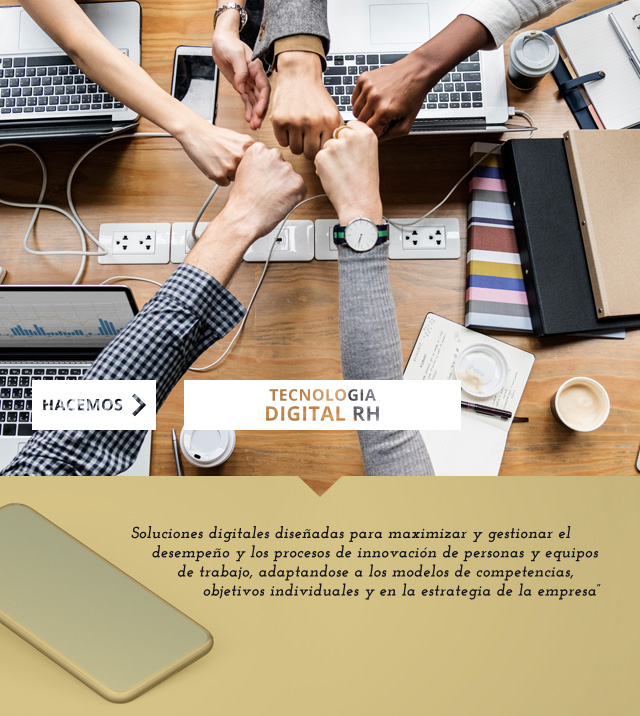 HACEMOS
TECNOLOGIA
DIGITAL RH
Soluciones digitales diseñadas para maximizar y gestionar el
desempeño y los procesos de innovación de personas y equipos
de trabajo, adaptandose a los modelos de competencias,
objetivos individuales y en la estrategia de la empresa"